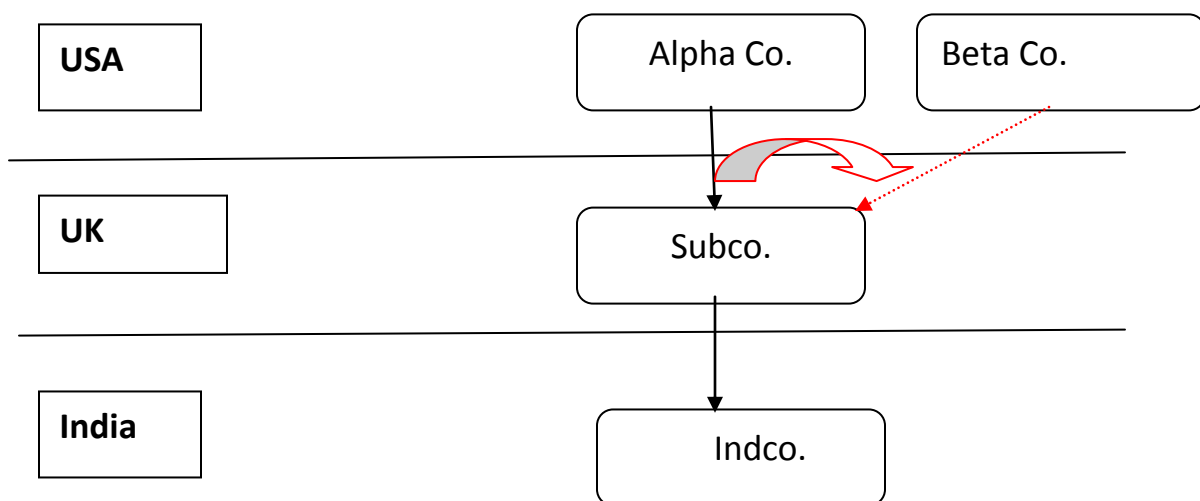 USA
Alpha Co.
Beta Co.
UK
Subco.
India
Indco.